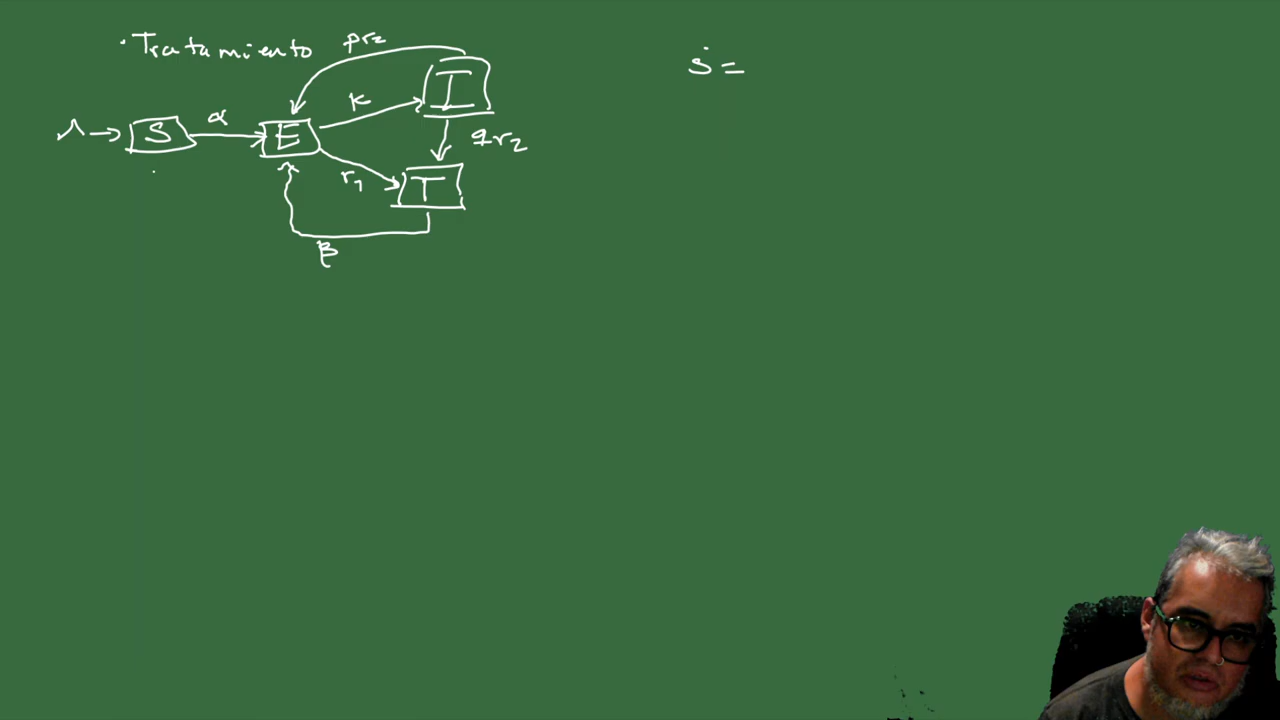 · Tratamiento
pr₂
Λ → S α E K I
qr₂
r₁ T
β
Ṡ =